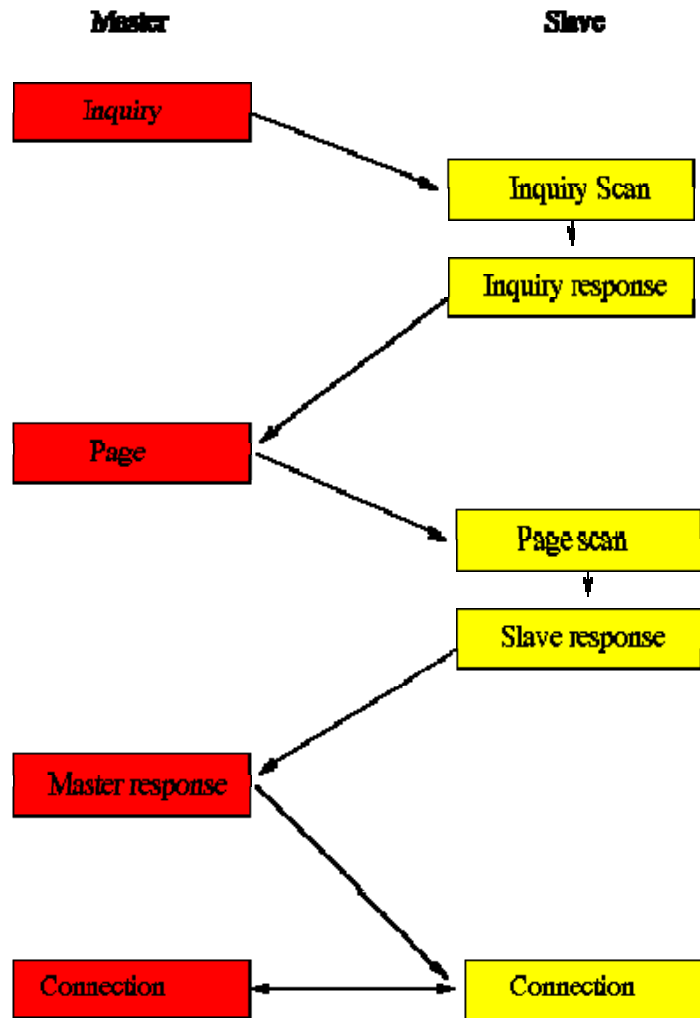 Master
Slave
Inquiry
Inquiry Scan
Inquiry response
Page
Page scan
Slave response
Master response
Connection
Connection